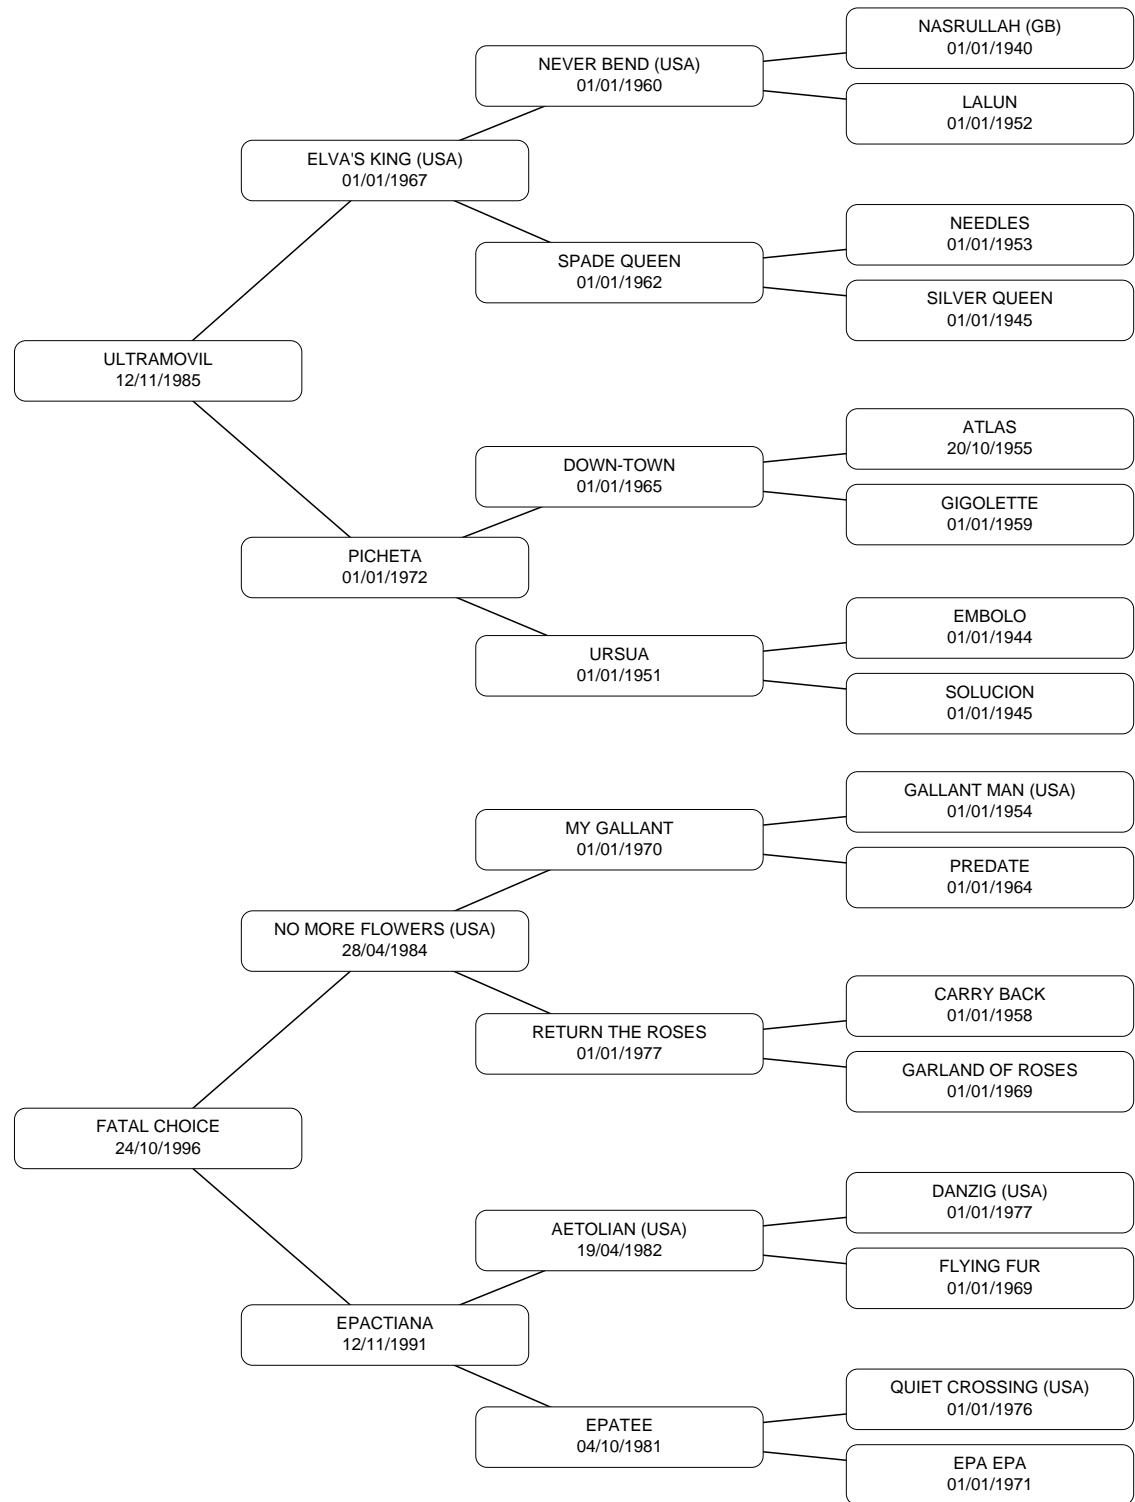 NASRULLAH (GB)
01/01/1940
NEVER BEND (USA)
01/01/1960
LALUN
01/01/1952
ELVA'S KING (USA)
01/01/1967
NEEDLES
01/01/1953
SPADE QUEEN
01/01/1962
SILVER QUEEN
01/01/1945
ULTRAMOVIL
12/11/1985
ATLAS
20/10/1955
DOWN-TOWN
01/01/1965
GIGOLETTE
01/01/1959
PICHETA
01/01/1972
EMBOLO
01/01/1944
URSUA
01/01/1951
SOLUCION
01/01/1945
GALLANT MAN (USA)
01/01/1954
MY GALLANT
01/01/1970
PREDATE
01/01/1964
NO MORE FLOWERS (USA)
28/04/1984
CARRY BACK
01/01/1958
RETURN THE ROSES
01/01/1977
GARLAND OF ROSES
01/01/1969
FATAL CHOICE
24/10/1996
DANZIG (USA)
01/01/1977
AETOLIAN (USA)
19/04/1982
FLYING FUR
01/01/1969
EPACTIANA
12/11/1991
QUIET CROSSING (USA)
01/01/1976
EPATEE
04/10/1981
EPA EPA
01/01/1971